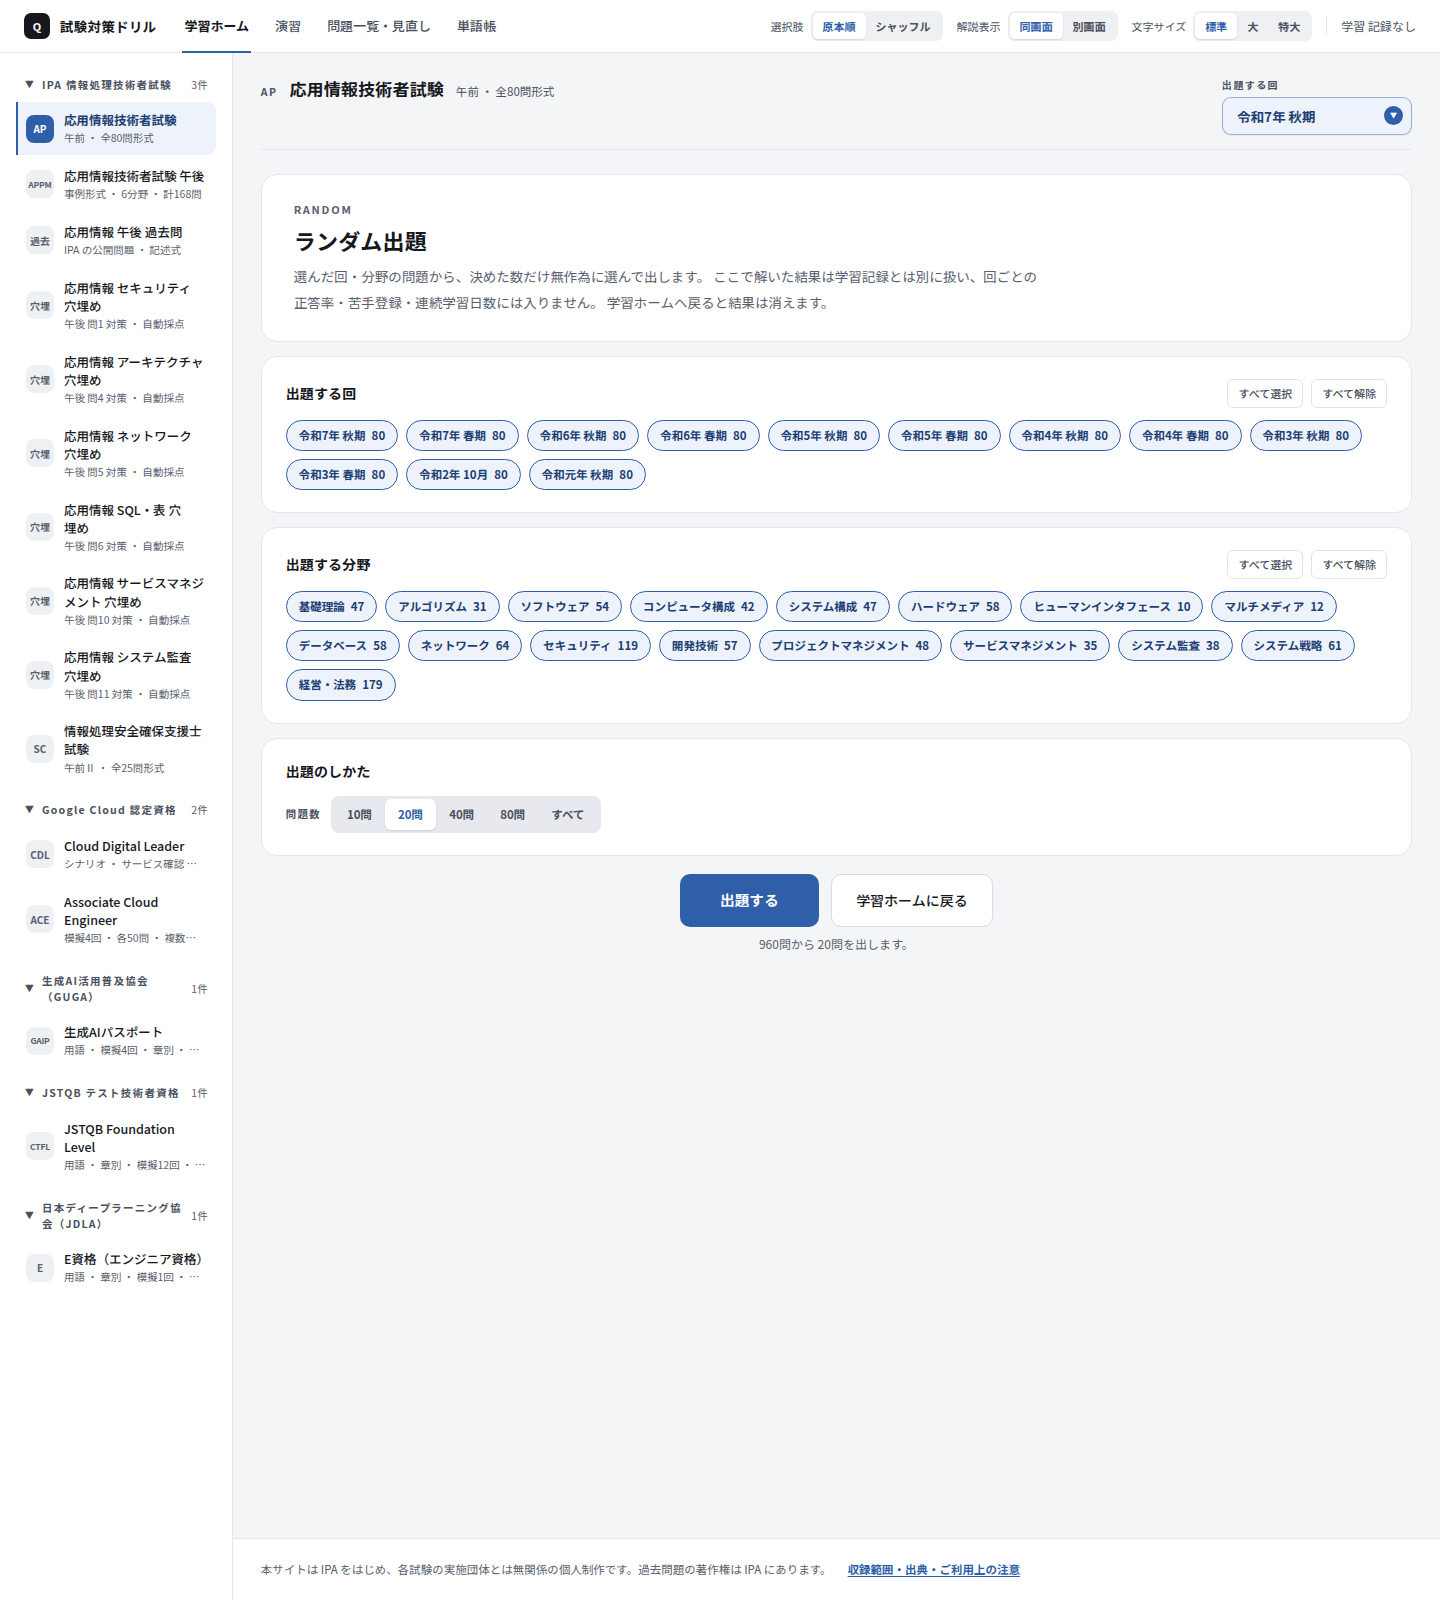 Q 試験対策ドリル 学習ホーム 演習 問題一覧・見直し 単語帳 選択肢 原本順 シャッフル 解説表示 同画面 別画面 文字サイズ 標準 大 特大 学習 記録なし
▼ IPA 情報処理技術者試験 3件
AP 応用情報技術者試験
午前 ・ 全80問形式
APPM 応用情報技術者試験 午後
事例形式 ・ 6分野 ・ 計168問
過去 応用情報 午後 過去問
IPA の公開問題 ・ 記述式
穴埋 応用情報 セキュリティ
穴埋め
午後 問1 対策 ・ 自動採点
穴埋 応用情報 アーキテクチャ
穴埋め
午後 問4 対策 ・ 自動採点
穴埋 応用情報 ネットワーク
穴埋め
午後 問5 対策 ・ 自動採点
穴埋 応用情報 SQL・表 穴
埋め
午後 問6 対策 ・ 自動採点
穴埋 応用情報 サービスマネジ
メント 穴埋め
午後 問10 対策 ・ 自動採点
穴埋 応用情報 システム監査
穴埋め
午後 問11 対策 ・ 自動採点
SC 情報処理安全確保支援士
試験
午前 II ・ 全25問形式
▼ Google Cloud 認定資格 2件
CDL Cloud Digital Leader
シナリオ ・ サービス確認 …
ACE Associate Cloud
Engineer
模擬4回 ・ 各50問 ・ 複数…
▼ 生成AI活用普及協会
（GUGA） 1件
GAIP 生成AIパスポート
用語 ・ 模擬4回 ・ 章別 ・ …
▼ JSTQB テスト技術者資格 1件
CTFL JSTQB Foundation
Level
用語 ・ 章別 ・ 模擬12回 ・ …
▼ 日本ディープラーニング協
会（JDLA） 1件
E E資格（エンジニア資格）
用語 ・ 章別 ・ 模擬1回 ・ …
AP 応用情報技術者試験 午前 ・ 全80問形式
出題する回
令和7年 秋期 ▼
RANDOM
ランダム出題
選んだ回・分野の問題から、決めた数だけ無作為に選んで出します。 ここで解いた結果は学習記録とは別に扱い、回ごとの
正答率・苦手登録・連続学習日数には入りません。 学習ホームへ戻ると結果は消えます。
出題する回 すべて選択 すべて解除
令和7年 秋期 80 令和7年 春期 80 令和6年 秋期 80 令和6年 春期 80 令和5年 秋期 80 令和5年 春期 80 令和4年 秋期 80 令和4年 春期 80 令和3年 秋期 80
令和3年 春期 80 令和2年 10月 80 令和元年 秋期 80
出題する分野 すべて選択 すべて解除
基礎理論 47 アルゴリズム 31 ソフトウェア 54 コンピュータ構成 42 システム構成 47 ハードウェア 58 ヒューマンインタフェース 10 マルチメディア 12
データベース 58 ネットワーク 64 セキュリティ 119 開発技術 57 プロジェクトマネジメント 48 サービスマネジメント 35 システム監査 38 システム戦略 61
経営・法務 179
出題のしかた
問題数 10問 20問 40問 80問 すべて
出題する 学習ホームに戻る
960問から 20問を出します。
本サイトは IPA をはじめ、各試験の実施団体とは無関係の個人制作です。過去問題の著作権は IPA にあります。 収録範囲・出典・ご利用上の注意